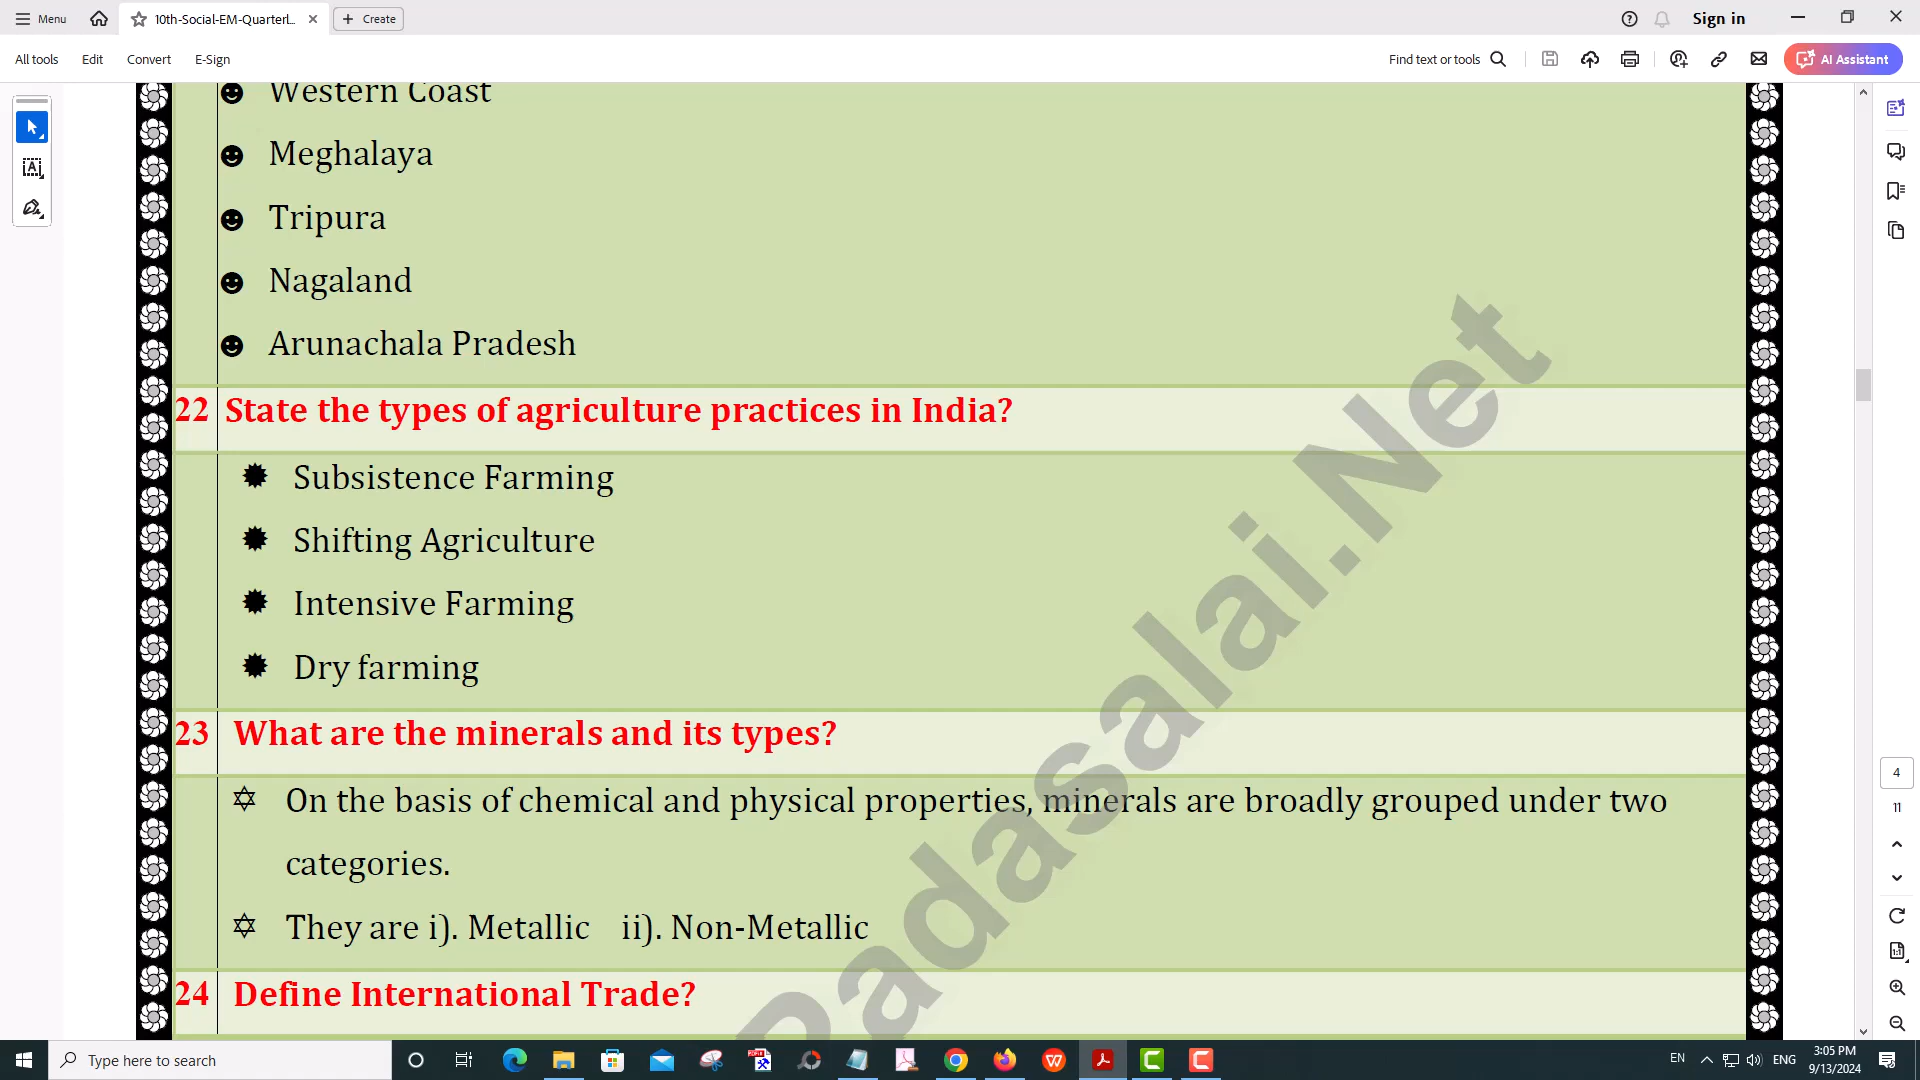 Menu
10th-Social-EM-Quarterl...
Create
Sign in
All tools
Edit
Convert
E-Sign
Find text or tools
AI Assistant
Western Coast
Meghalaya
Tripura
Nagaland
Arunachala Pradesh
22 State the types of agriculture practices in India?
Subsistence Farming
Shifting Agriculture
Intensive Farming
Dry farming
23 What are the minerals and its types?
On the basis of chemical and physical properties, minerals are broadly grouped under two
categories.
They are i). Metallic ii). Non-Metallic
24 Define International Trade?
Padasalai.Net
4
11
Type here to search
EN
ENG
3:05 PM
9/13/2024